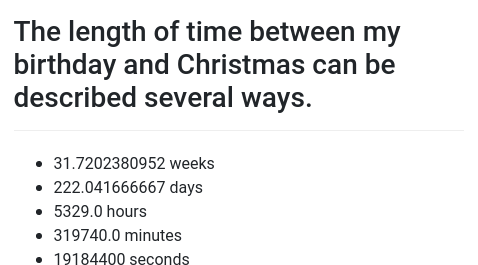 The length of time between my
birthday and Christmas can be
described several ways.
31.7202380952 weeks
222.041666667 days
5329.0 hours
319740.0 minutes
19184400 seconds